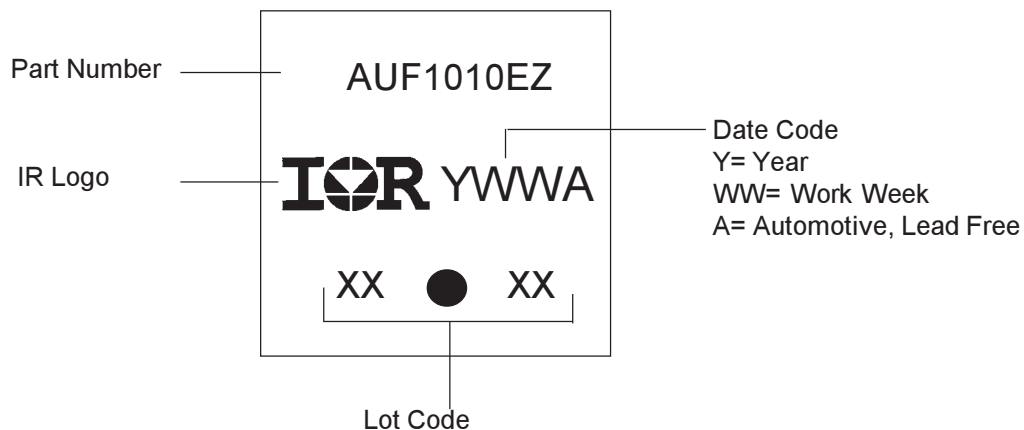 Part Number
AUF1010EZ
Date Code
Y= Year
WW= Work Week
A= Automotive, Lead Free
IR Logo
IOR YWWA
XX XX
Lot Code